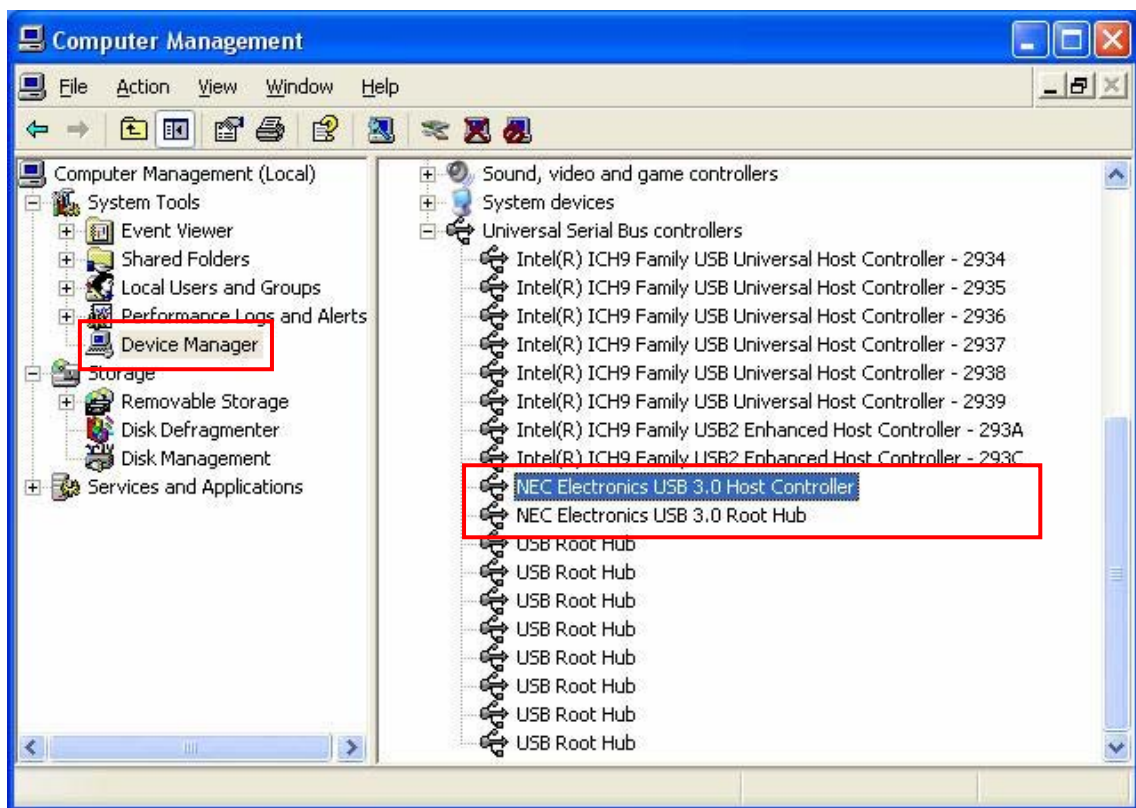 Computer Management
File Action View Window Help
Computer Management (Local)
System Tools
Event Viewer
Shared Folders
Local Users and Groups
Performance Logs and Alerts
Device Manager
Storage
Removable Storage
Disk Defragmenter
Disk Management
Services and Applications
Sound, video and game controllers
System devices
Universal Serial Bus controllers
Intel(R) ICH9 Family USB Universal Host Controller - 2934
Intel(R) ICH9 Family USB Universal Host Controller - 2935
Intel(R) ICH9 Family USB Universal Host Controller - 2936
Intel(R) ICH9 Family USB Universal Host Controller - 2937
Intel(R) ICH9 Family USB Universal Host Controller - 2938
Intel(R) ICH9 Family USB Universal Host Controller - 2939
Intel(R) ICH9 Family USB2 Enhanced Host Controller - 293A
Intel(R) ICH9 Family USB2 Enhanced Host Controller - 293C
NEC Electronics USB 3.0 Host Controller
NEC Electronics USB 3.0 Root Hub
USB Root Hub
USB Root Hub
USB Root Hub
USB Root Hub
USB Root Hub
USB Root Hub
USB Root Hub
USB Root Hub